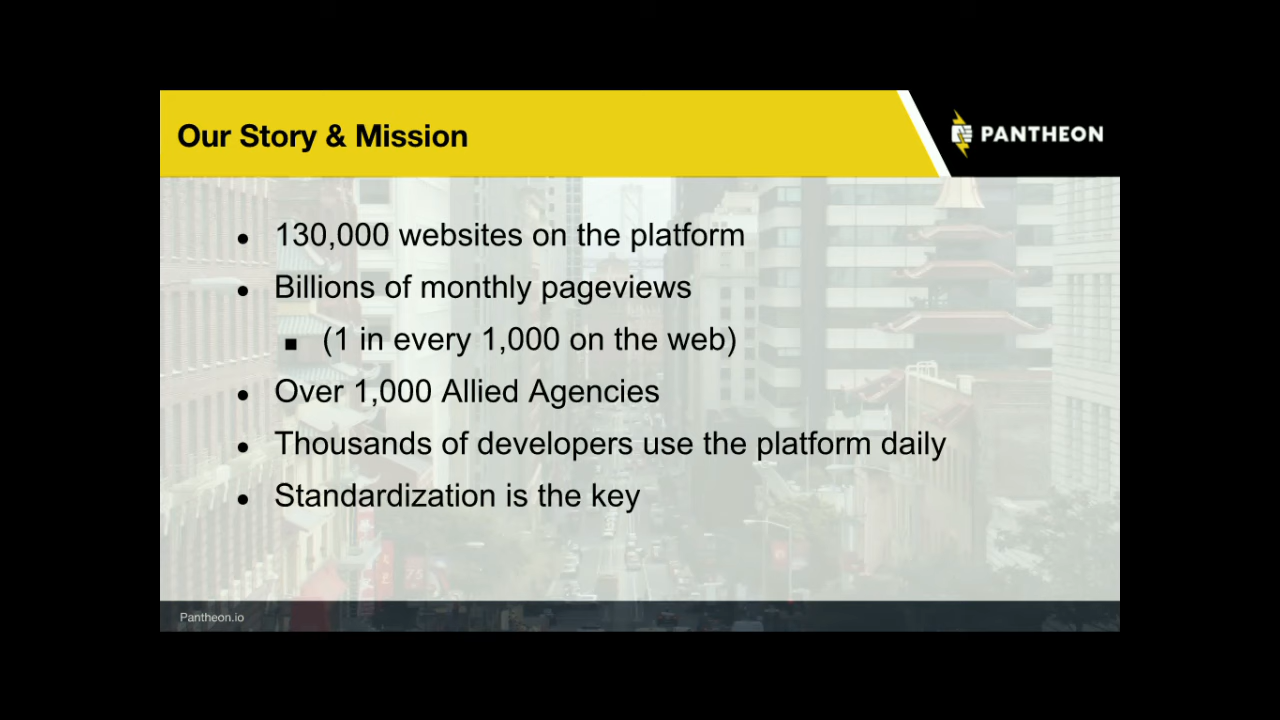 Our Story & Mission
PANTHEON
● 130,000 websites on the platform
● Billions of monthly pageviews
■ (1 in every 1,000 on the web)
● Over 1,000 Allied Agencies
● Thousands of developers use the platform daily
● Standardization is the key
Pantheon.io